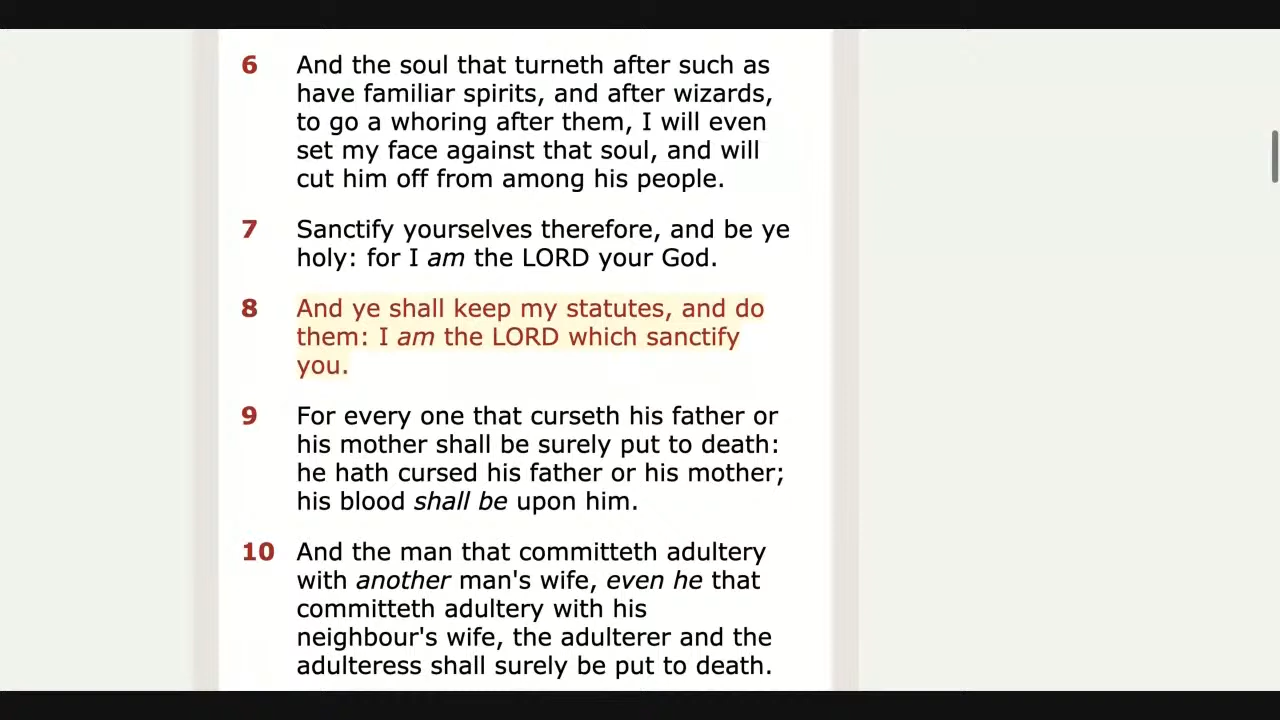 6 And the soul that turneth after such as
have familiar spirits, and after wizards,
to go a whoring after them, I will even
set my face against that soul, and will
cut him off from among his people.
7 Sanctify yourselves therefore, and be ye
holy: for I am the LORD your God.
8 And ye shall keep my statutes, and do
them: I am the LORD which sanctify
you.
9 For every one that curseth his father or
his mother shall be surely put to death:
he hath cursed his father or his mother;
his blood shall be upon him.
10 And the man that committeth adultery
with another man's wife, even he that
committeth adultery with his
neighbour's wife, the adulterer and the
adulteress shall surely be put to death.